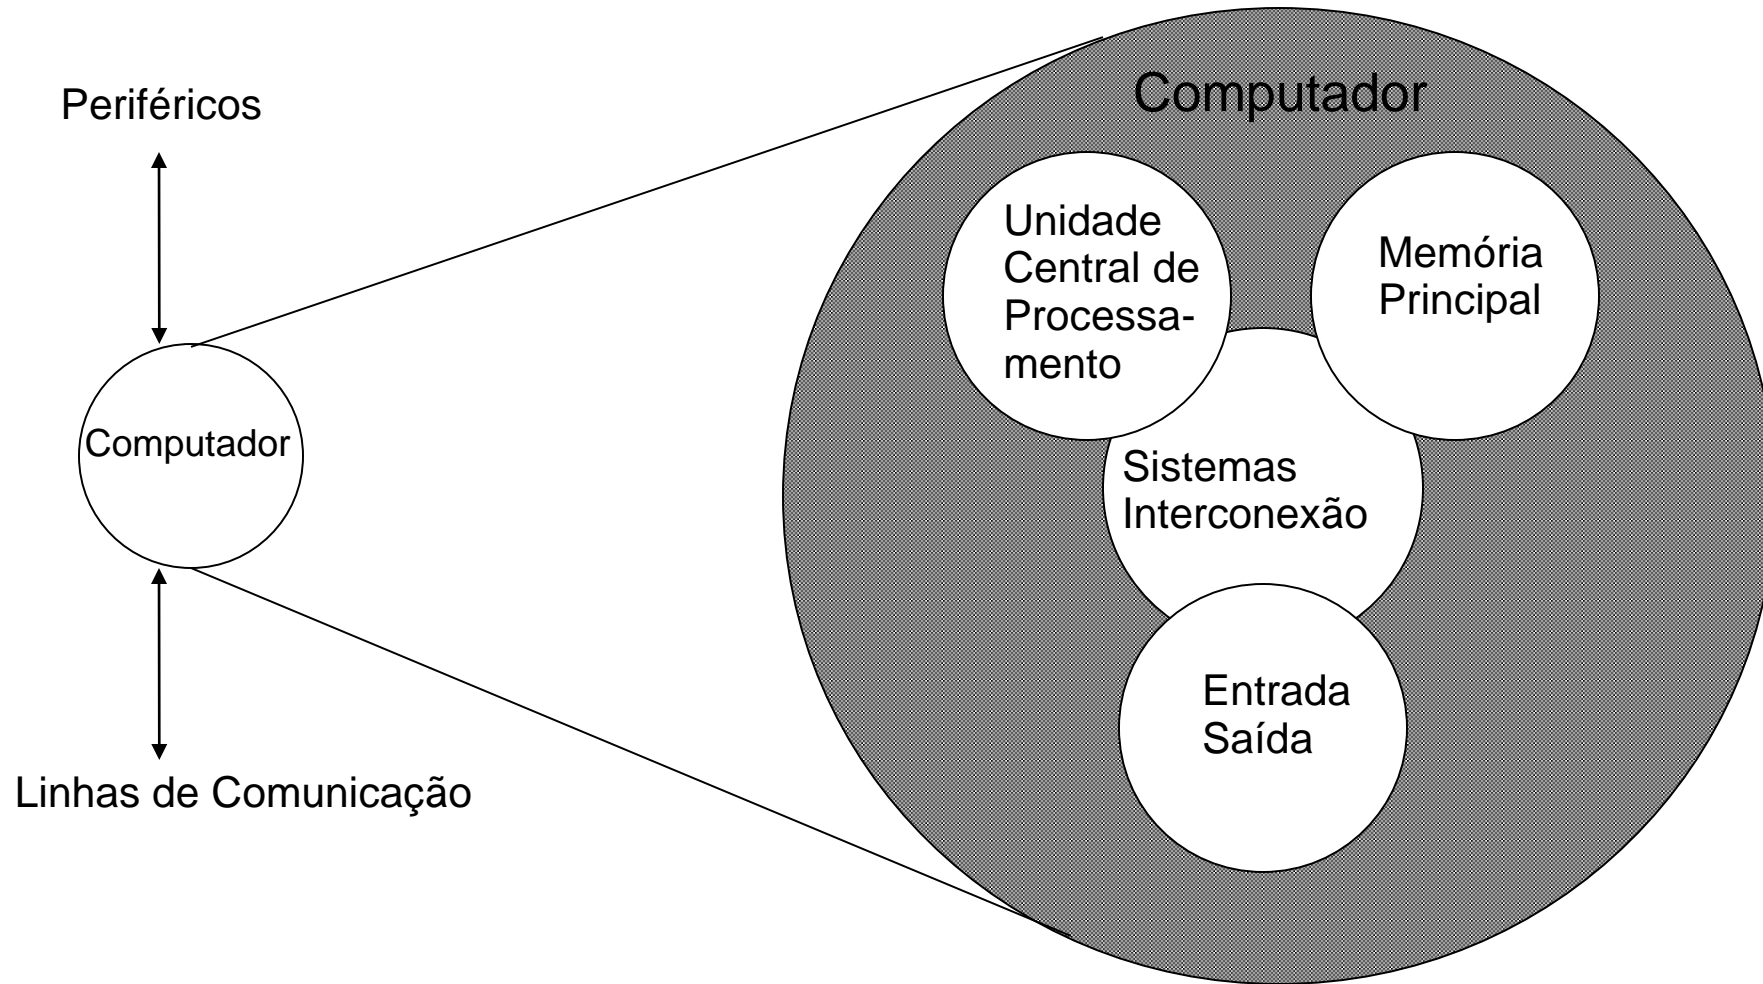 Periféricos
Computador
Linhas de Comunicação
Computador
Unidade
Central de
Processa-
mento
Memória
Principal
Sistemas
Interconexão
Entrada
Saída